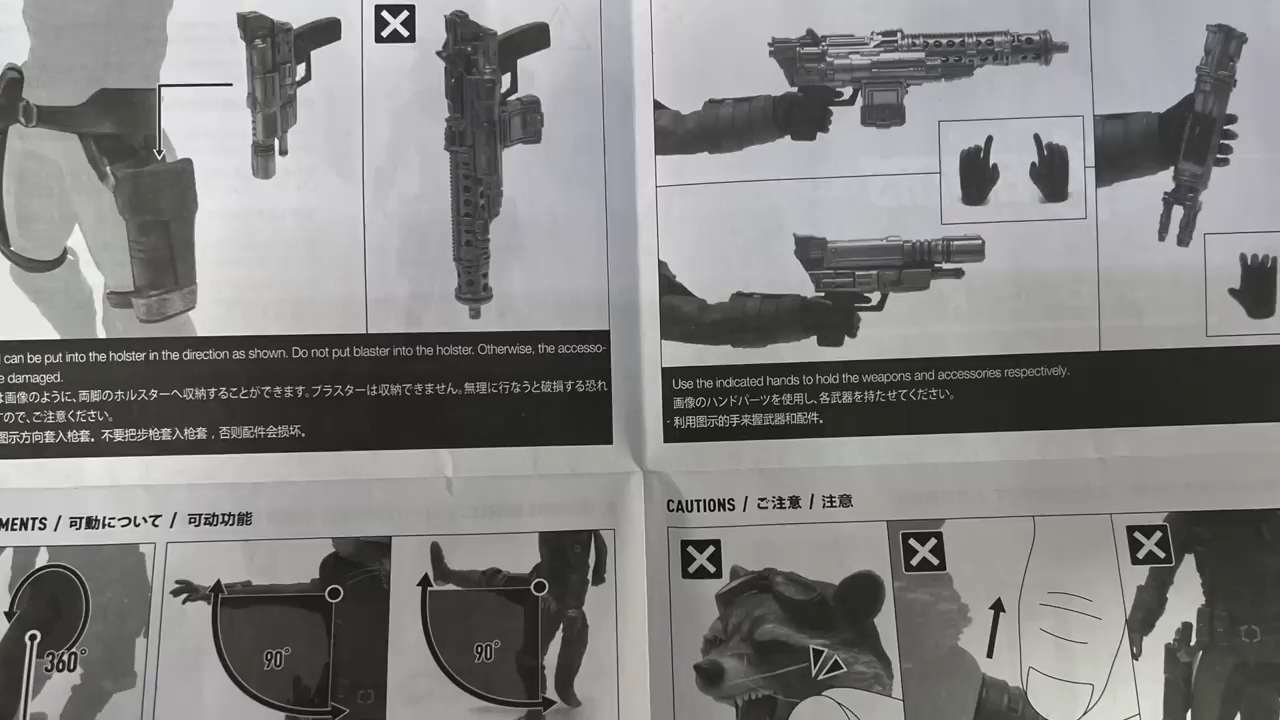 can be put into the holster in the direction as shown. Do not put blaster into the holster. Otherwise, the accesso-
e damaged.
は画像のように、両脚のホルスターへ収納することができます。ブラスターは収納できません。無理に行なうと破損する恐れ
すので、ご注意ください。
图示方向套入枪套。不要把步枪套入枪套，否则配件会损坏。
Use the indicated hands to hold the weapons and accessories respectively.
画像のハンドパーツを使用し、各武器を持たせてください。
- 利用图示的手来握武器和配件。
MENTS / 可動について / 可动功能
360°
90°
90°
CAUTIONS / ご注意 / 注意